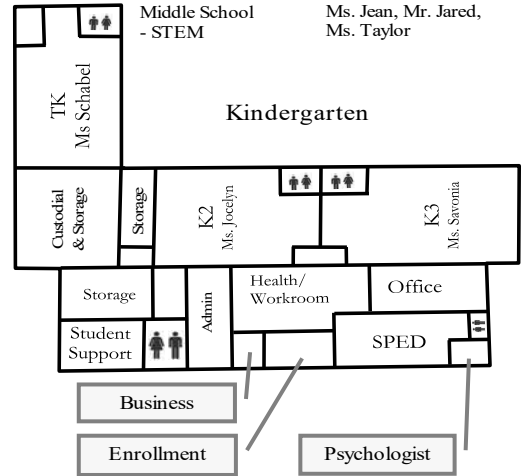 Middle School
- STEM
Ms. Jean, Mr. Jared,
Ms. Taylor
TK
Ms Schabel
Kindergarten
Custodial
& Storage
Storage
K2
Ms. Jocelyn
K3
Ms. Savonia
Storage
Admin
Health/
Workroom
Office
Student
Support
SPED
Business
Enrollment
Psychologist